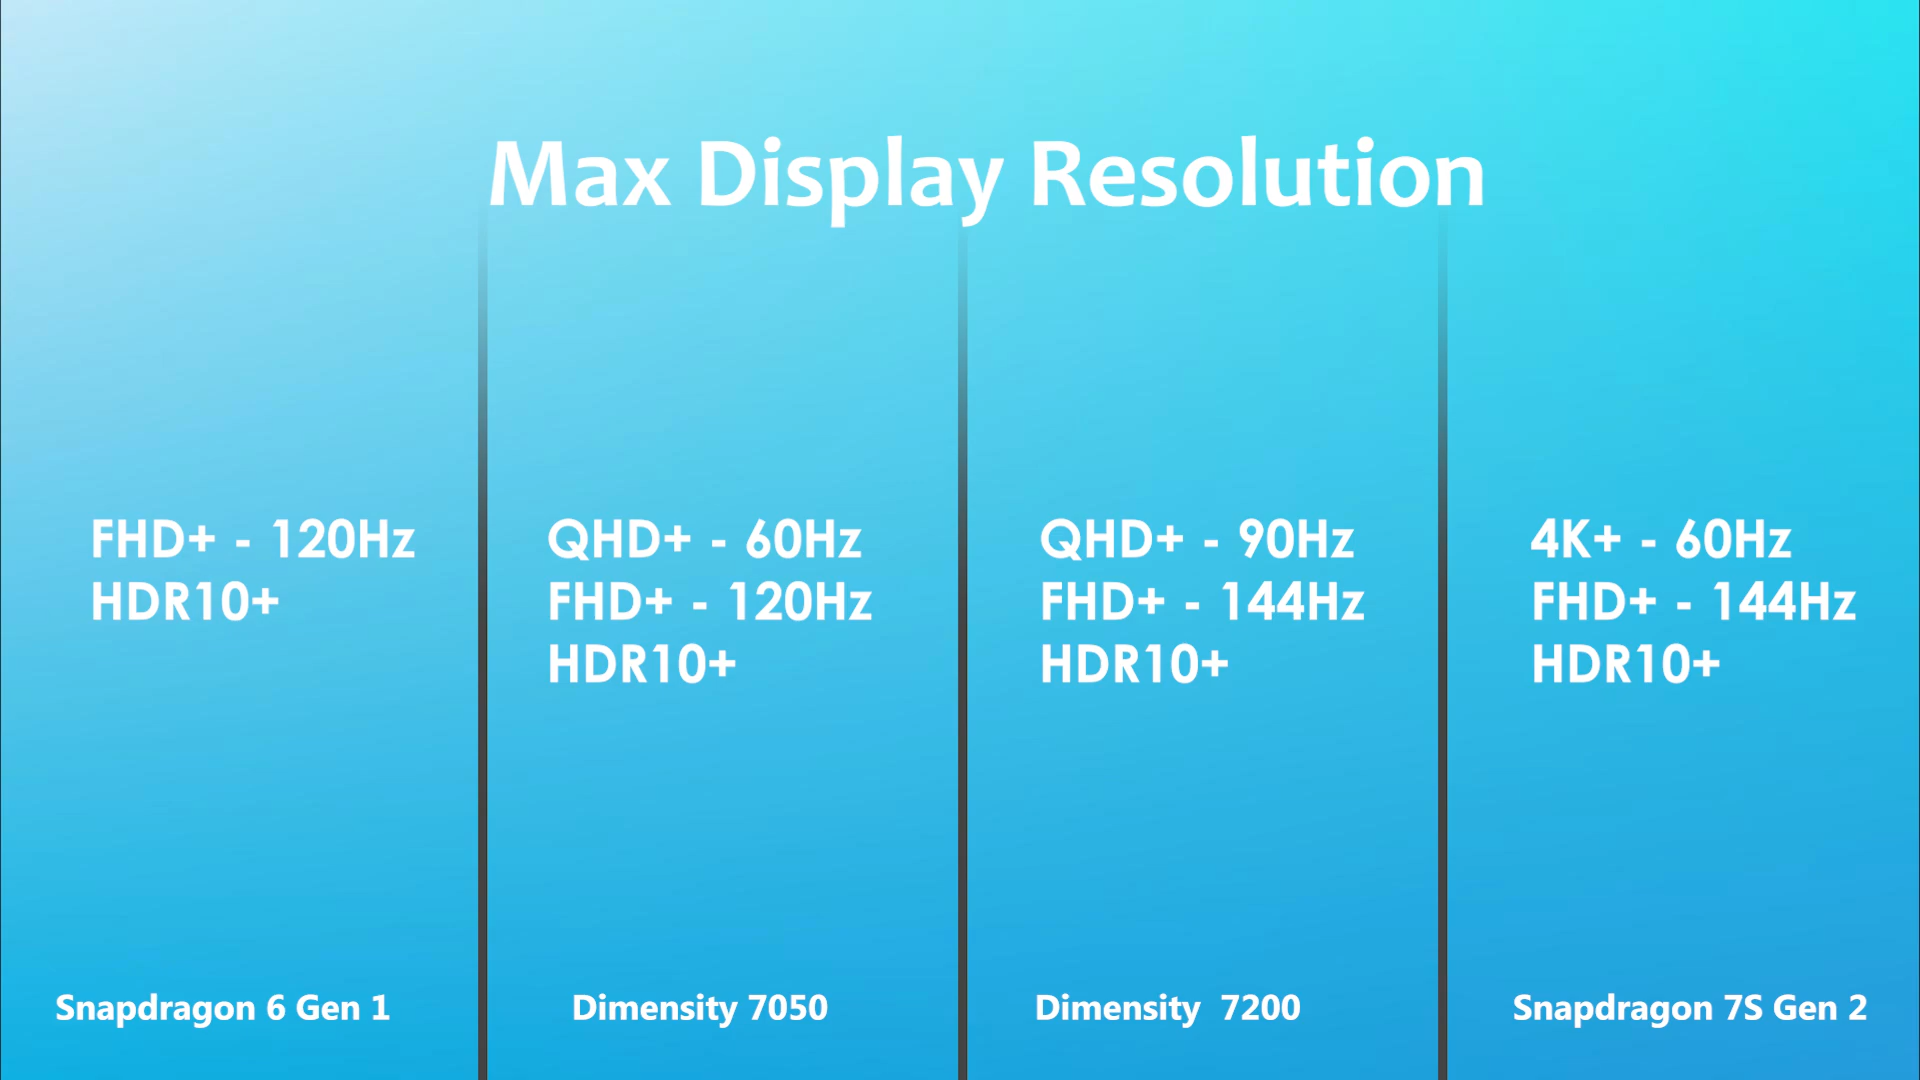 Max Display Resolution
FHD+ - 120Hz
HDR10+
QHD+ - 60Hz
FHD+ - 120Hz
HDR10+
QHD+ - 90Hz
FHD+ - 144Hz
HDR10+
4K+ - 60Hz
FHD+ - 144Hz
HDR10+
Snapdragon 6 Gen 1
Dimensity 7050
Dimensity  7200
Snapdragon 7S Gen 2